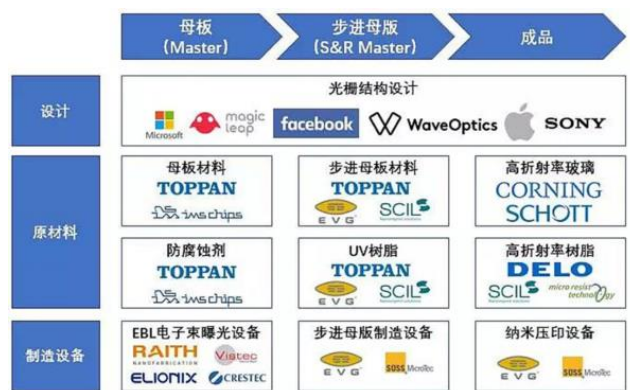 母板
(Master)
步进母版
(S&R Master)
成品
设计
光栅结构设计
Microsoft
magic
leap
facebook
WaveOptics
SONY
原材料
母板材料
TOPPAN
ims chips
步进母板材料
TOPPAN
EVG
SCIL
高折射率玻璃
CORNING
SCHOTT
防腐蚀剂
TOPPAN
ims chips
UV树脂
TOPPAN
EVG
SCIL
高折射率树脂
DELO
SCIL
micro resist
technology
制造设备
EBL电子束曝光设备
RAITH
NANOFABRICATION
Vistec
ELIONIX
CRESTEC
步进母版制造设备
EVG
SUSS MicroTec
纳米压印设备
EVG
SUSS MicroTec